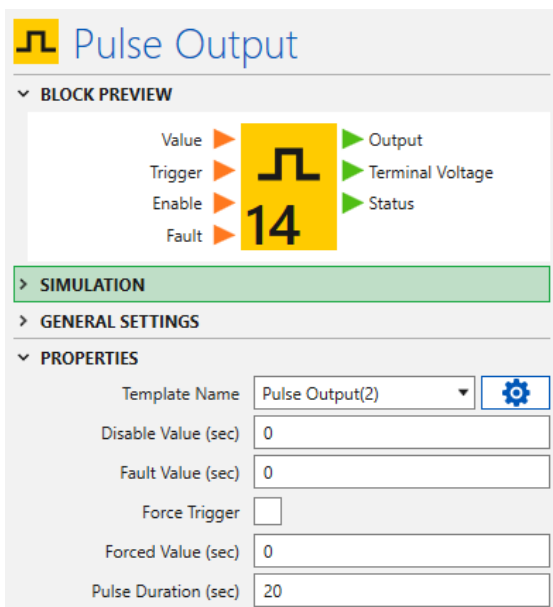 Pulse Output
BLOCK PREVIEW
Value
Output
Trigger
Terminal Voltage
Enable
Status
Fault
14
SIMULATION
GENERAL SETTINGS
PROPERTIES
Template Name Pulse Output(2)
Disable Value (sec) 0
Fault Value (sec) 0
Force Trigger
Forced Value (sec) 0
Pulse Duration (sec) 20